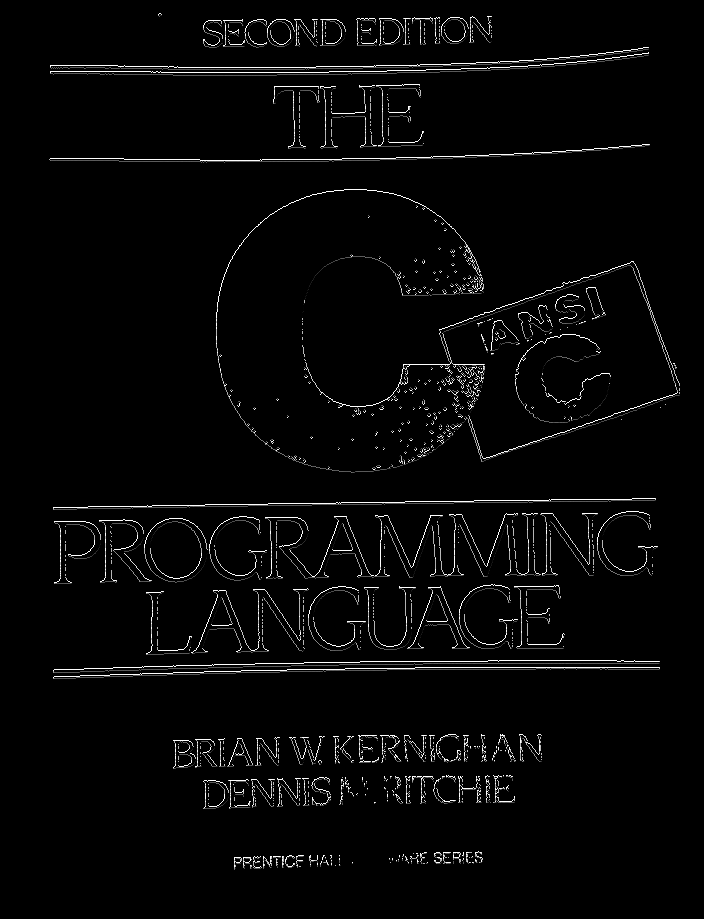 SECOND EDITION
THE
C
ANSI
C
PROGRAMMING
LANGUAGE
BRIAN W. KERNIGHAN
DENNIS M. RITCHIE
PRENTICE HALL SERIES